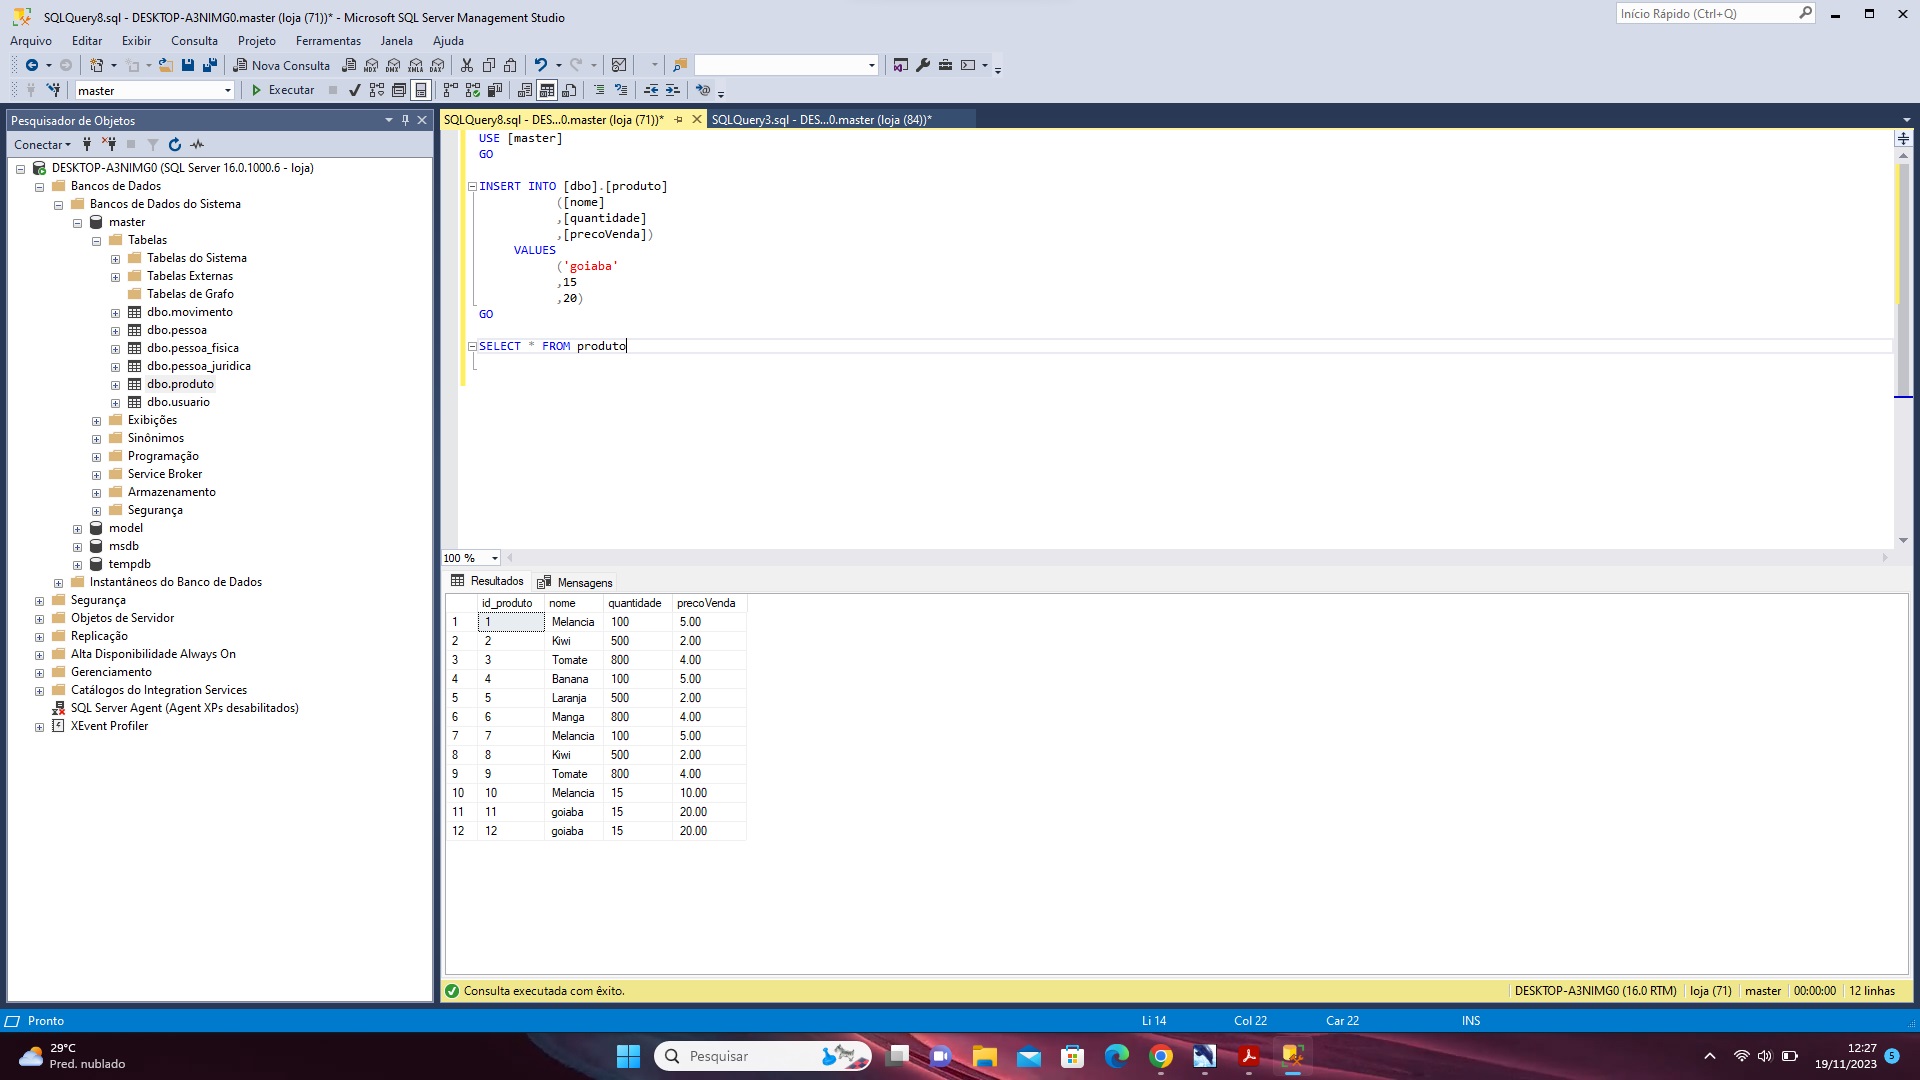 SQLQuery8.sql - DESKTOP-A3NIMG0.master (loja (71))* - Microsoft SQL Server Management Studio
Início Rápido (Ctrl+Q)
Arquivo Editar Exibir Consulta Projeto Ferramentas Janela Ajuda
Nova Consulta
master Executar
Pesquisador de Objetos
Conectar
DESKTOP-A3NIMG0 (SQL Server 16.0.1000.6 - loja)
Bancos de Dados
Bancos de Dados do Sistema
master
Tabelas
Tabelas do Sistema
Tabelas Externas
Tabelas de Grafo
dbo.movimento
dbo.pessoa
dbo.pessoa_fisica
dbo.pessoa_juridica
dbo.produto
dbo.usuario
Exibições
Sinônimos
Programação
Service Broker
Armazenamento
Segurança
model
msdb
tempdb
Instantâneos do Banco de Dados
Segurança
Objetos de Servidor
Replicação
Alta Disponibilidade Always On
Gerenciamento
Catálogos do Integration Services
SQL Server Agent (Agent XPs desabilitados)
XEvent Profiler
SQLQuery8.sql - DES...0.master (loja (71))* SQLQuery3.sql - DES...0.master (loja (84))*
USE [master]
GO
INSERT INTO [dbo].[produto]
([nome]
,[quantidade]
,[precoVenda])
VALUES
('goiaba'
,15
,20)
GO
SELECT * FROM produto
100 %
Resultados Mensagens
id_produto nome quantidade precoVenda
1 1 Melancia 100 5.00
2 2 Kiwi 500 2.00
3 3 Tomate 800 4.00
4 4 Banana 100 5.00
5 5 Laranja 500 2.00
6 6 Manga 800 4.00
7 7 Melancia 100 5.00
8 8 Kiwi 500 2.00
9 9 Tomate 800 4.00
10 10 Melancia 15 10.00
11 11 goiaba 15 20.00
12 12 goiaba 15 20.00
Consulta executada com êxito. DESKTOP-A3NIMG0 (16.0 RTM) loja (71) master 00:00:00 12 linhas
Pronto Li 14 Col 22 Car 22 INS
29°C
Pred. nublado
Pesquisar
12:27
19/11/2023
5